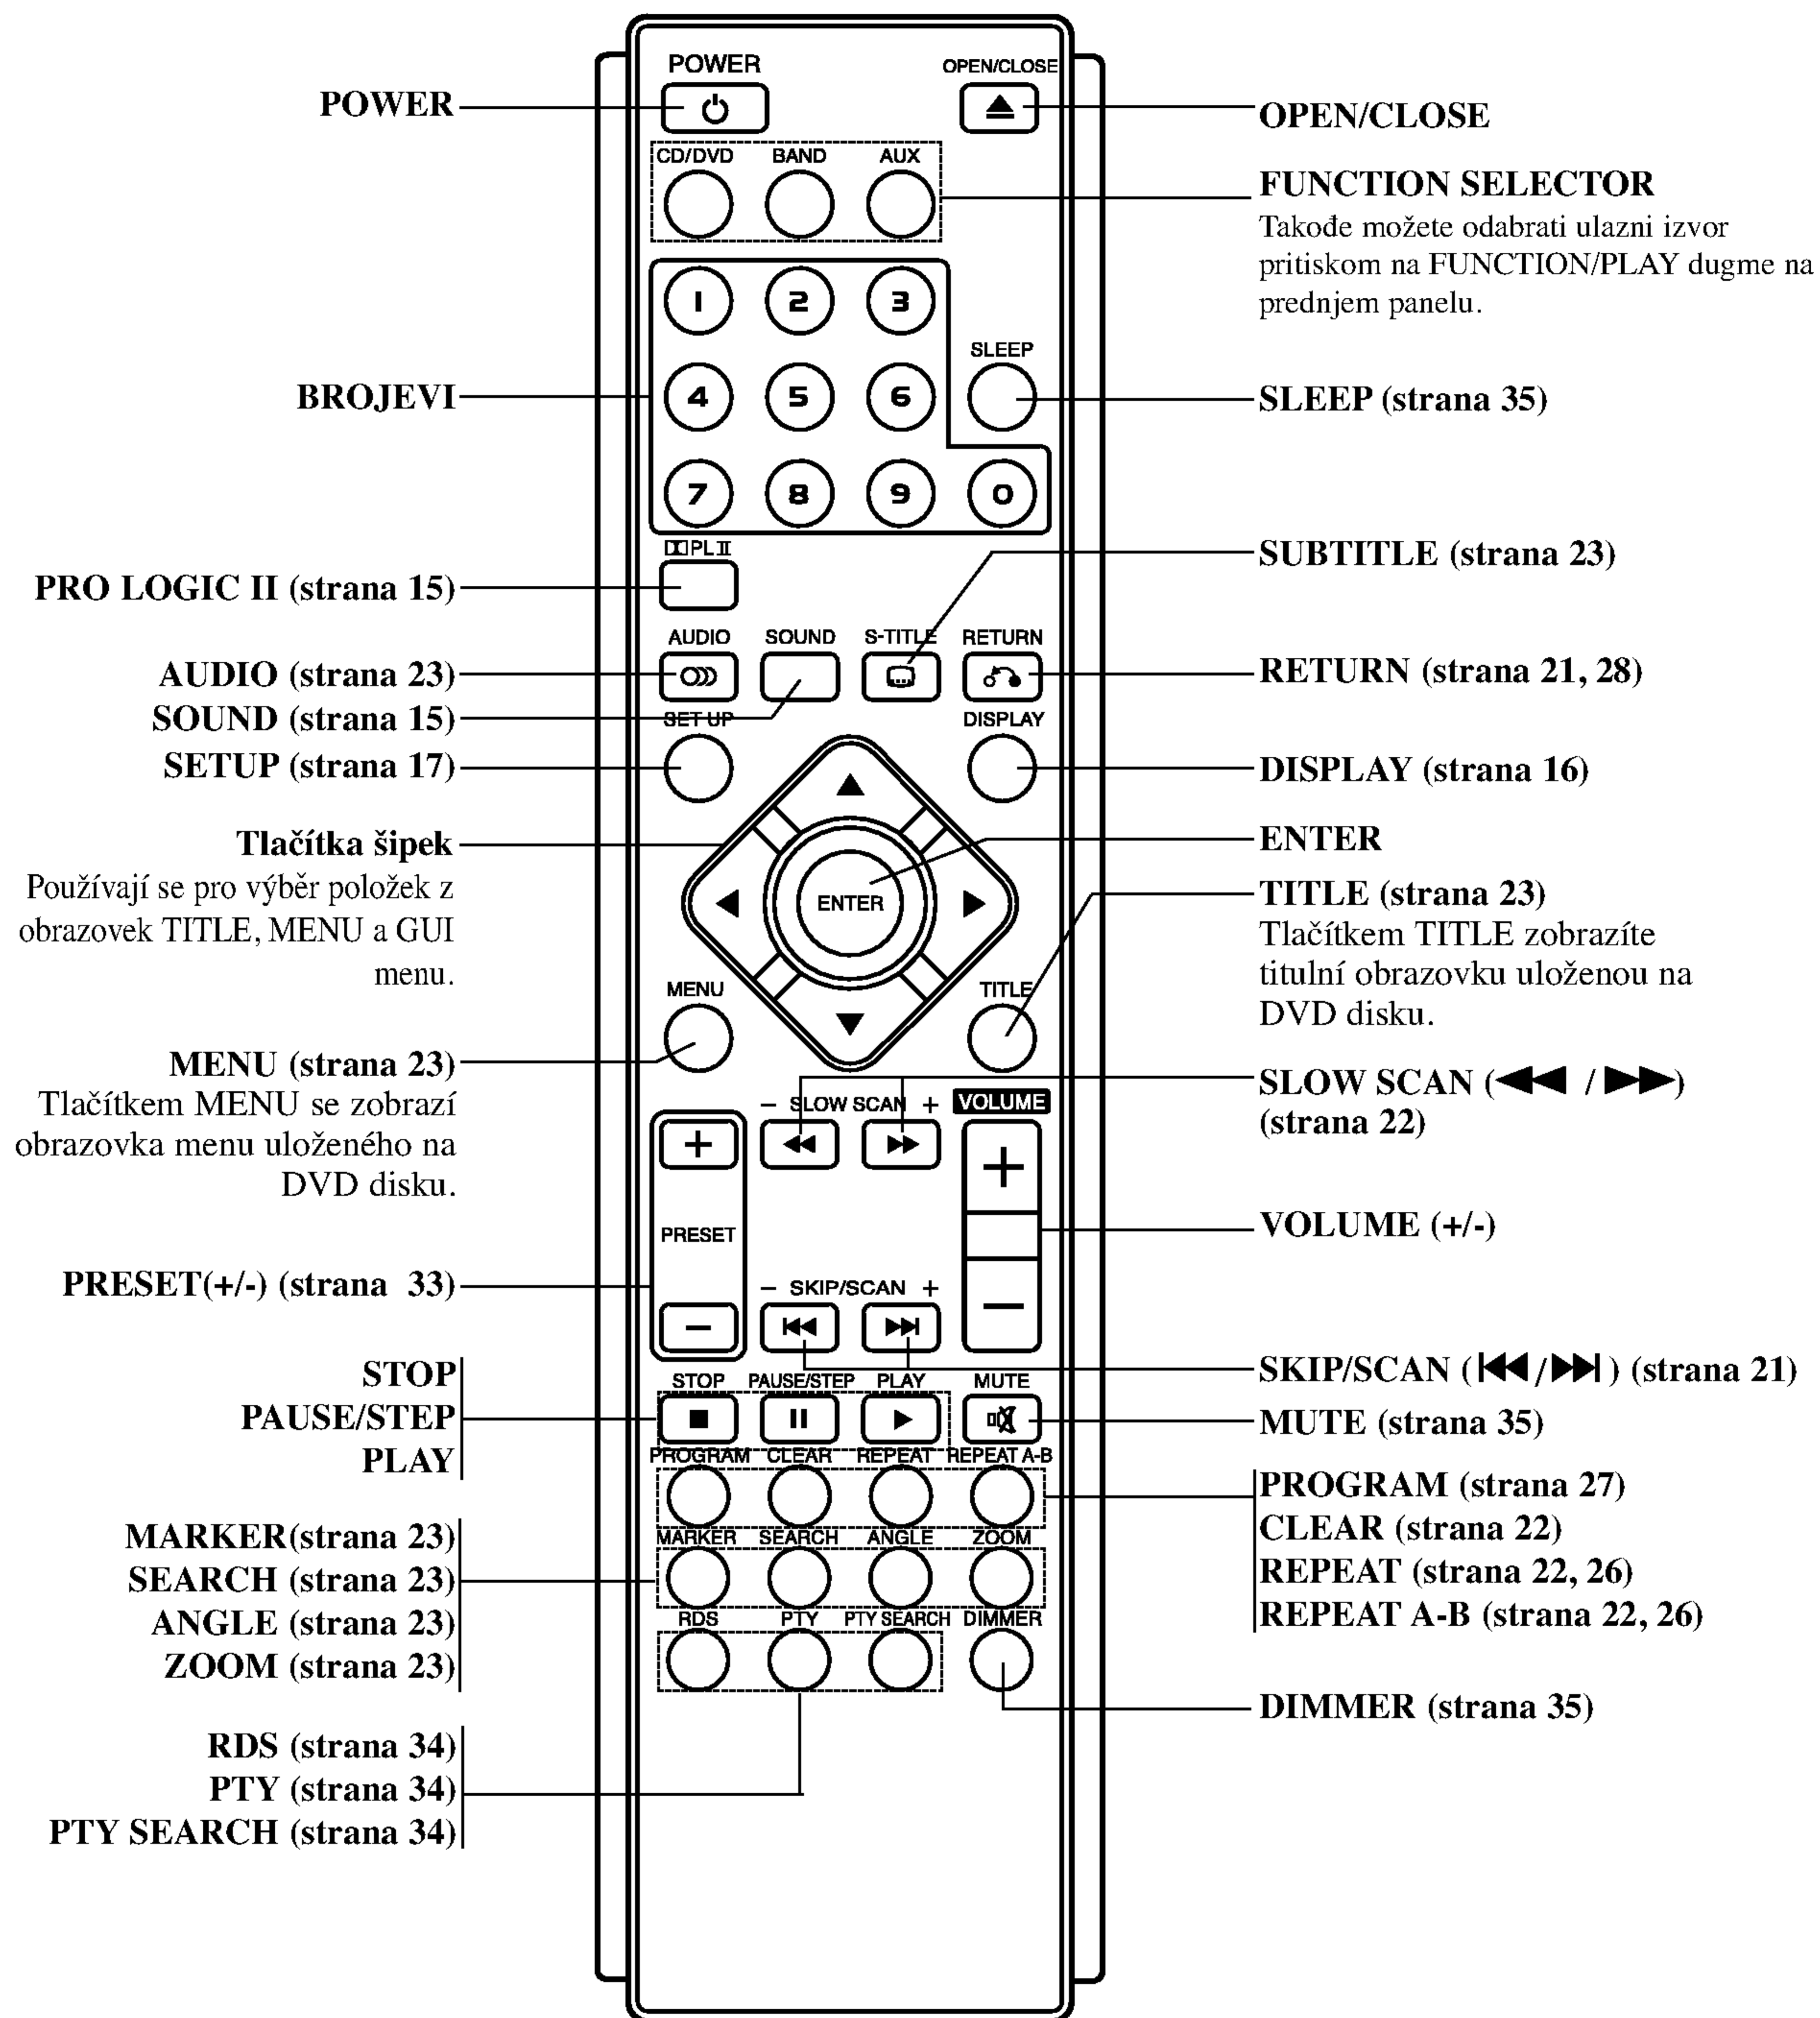 POWER
BROJEVI
PRO LOGIC II (strana 15)
AUDIO (strana 23)
SOUND (strana 15)
SETUP (strana 17)
Tlačítka šipek
Používají se pro výběr položek z
obrazovek TITLE, MENU a GUI
menu.
MENU (strana 23)
Tlačítkem MENU se zobrazí
obrazovka menu uloženého na
DVD disku.
PRESET(+/-) (strana 33)
STOP
PAUSE/STEP
PLAY
MARKER(strana 23)
SEARCH (strana 23)
ANGLE (strana 23)
ZOOM (strana 23)
RDS (strana 34)
PTY (strana 34)
PTY SEARCH (strana 34)
POWER OPEN/CLOSE
CD/DVD BAND AUX
1 2 3
SLEEP
4 5 6
7 8 9 0
PL II
AUDIO SOUND S-TITLE RETURN
SET UP DISPLAY
ENTER
MENU TITLE
– SLOW SCAN + VOLUME
+ ◀◀ ▶▶ +
PRESET
– SKIP/SCAN +
– |◀◀ ▶▶| –
STOP PAUSE/STEP PLAY MUTE
PROGRAM CLEAR REPEAT REPEAT A-B
MARKER SEARCH ANGLE ZOOM
RDS PTY PTY SEARCH DIMMER
OPEN/CLOSE
FUNCTION SELECTOR
Takođe možete odabrati ulazni izvor
pritiskom na FUNCTION/PLAY dugme na
prednjem panelu.
SLEEP (strana 35)
SUBTITLE (strana 23)
RETURN (strana 21, 28)
DISPLAY (strana 16)
ENTER
TITLE (strana 23)
Tlačítkem TITLE zobrazíte
titulní obrazovku uloženou na
DVD disku.
SLOW SCAN (◀◀ / ▶▶)
(strana 22)
VOLUME (+/-)
SKIP/SCAN (|◀◀/▶▶|) (strana 21)
MUTE (strana 35)
PROGRAM (strana 27)
CLEAR (strana 22)
REPEAT (strana 22, 26)
REPEAT A-B (strana 22, 26)
DIMMER (strana 35)